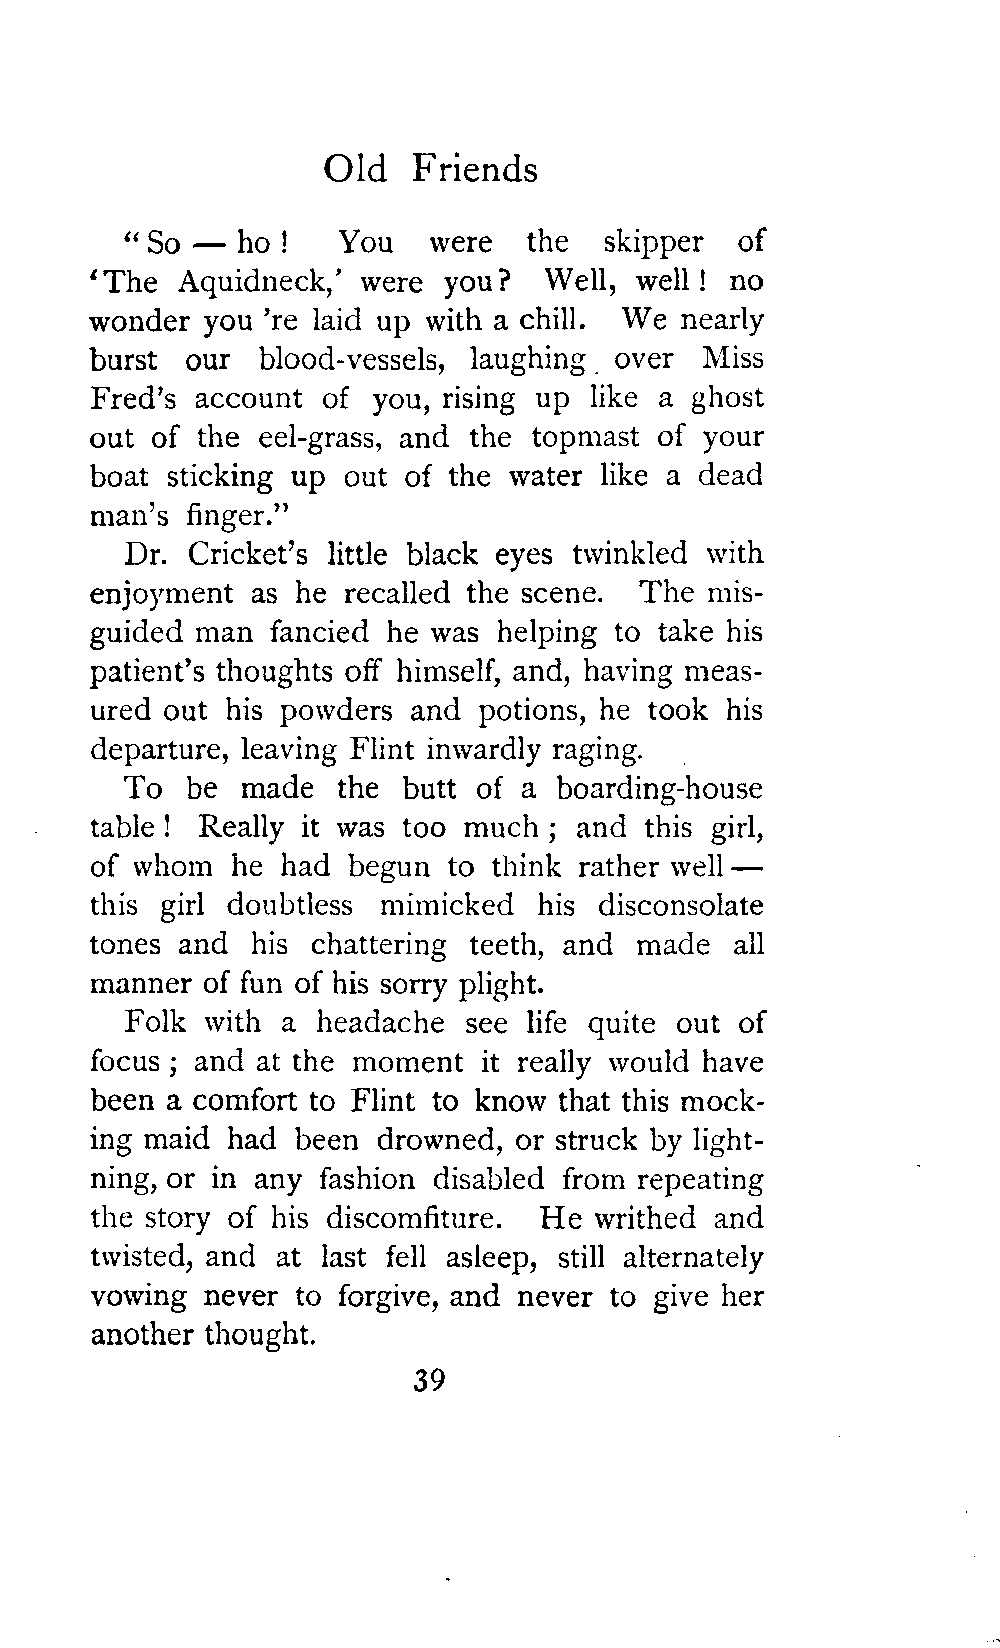 Old Friends
“ So — ho ! You were the skipper of
‘The Aquidneck,’ were you? Well, well ! no
wonder you ’re laid up with a chill. We nearly
burst our blood-vessels, laughing over Miss
Fred’s account of you, rising up like a ghost
out of the eel-grass, and the topmast of your
boat sticking up out of the water like a dead
man’s finger.”
Dr. Cricket’s little black eyes twinkled with
enjoyment as he recalled the scene. The mis-
guided man fancied he was helping to take his
patient’s thoughts off himself, and, having meas-
ured out his powders and potions, he took his
departure, leaving Flint inwardly raging.
To be made the butt of a boarding-house
table ! Really it was too much ; and this girl,
of whom he had begun to think rather well —
this girl doubtless mimicked his disconsolate
tones and his chattering teeth, and made all
manner of fun of his sorry plight.
Folk with a headache see life quite out of
focus ; and at the moment it really would have
been a comfort to Flint to know that this mock-
ing maid had been drowned, or struck by light-
ning, or in any fashion disabled from repeating
the story of his discomfiture. He writhed and
twisted, and at last fell asleep, still alternately
vowing never to forgive, and never to give her
another thought.
39